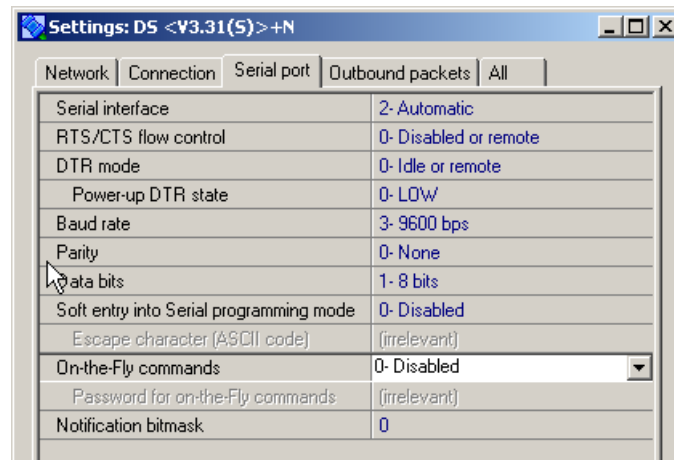 Settings: DS <V3.31(S)>+N
Network Connection Serial port Outbound packets All
Serial interface 2- Automatic
RTS/CTS flow control 0- Disabled or remote
DTR mode 0- Idle or remote
Power-up DTR state 0- LOW
Baud rate 3- 9600 bps
Parity 0- None
Data bits 1- 8 bits
Soft entry into Serial programming mode 0- Disabled
Escape character (ASCII code) (irrelevant)
On-the-Fly commands 0- Disabled
Password for on-the-Fly commands (irrelevant)
Notification bitmask 0